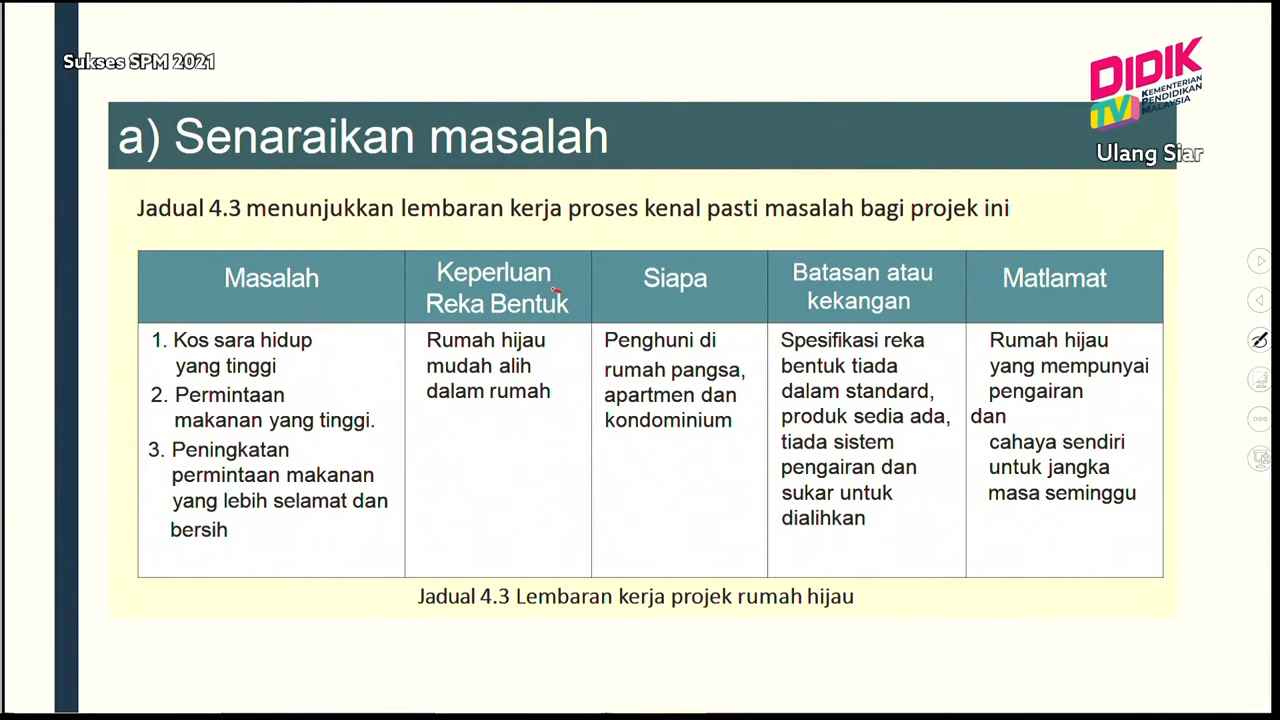 Sukses SPM 2021
DIDIK
TV
KEMENTERIAN
PENDIDIKAN
MALAYSIA
Ulang Siar
a) Senaraikan masalah
Jadual 4.3 menunjukkan lembaran kerja proses kenal pasti masalah bagi projek ini
Masalah
Keperluan
Reka Bentuk
Siapa
Batasan atau
kekangan
Matlamat
1. Kos sara hidup
yang tinggi
2. Permintaan
makanan yang tinggi.
3. Peningkatan
permintaan makanan
yang lebih selamat dan
bersih
Rumah hijau
mudah alih
dalam rumah
Penghuni di
rumah pangsa,
apartmen dan
kondominium
Spesifikasi reka
bentuk tiada
dalam standard,
produk sedia ada,
tiada sistem
pengairan dan
sukar untuk
dialihkan
Rumah hijau
yang mempunyai
pengairan
dan
cahaya sendiri
untuk jangka
masa seminggu
Jadual 4.3 Lembaran kerja projek rumah hijau